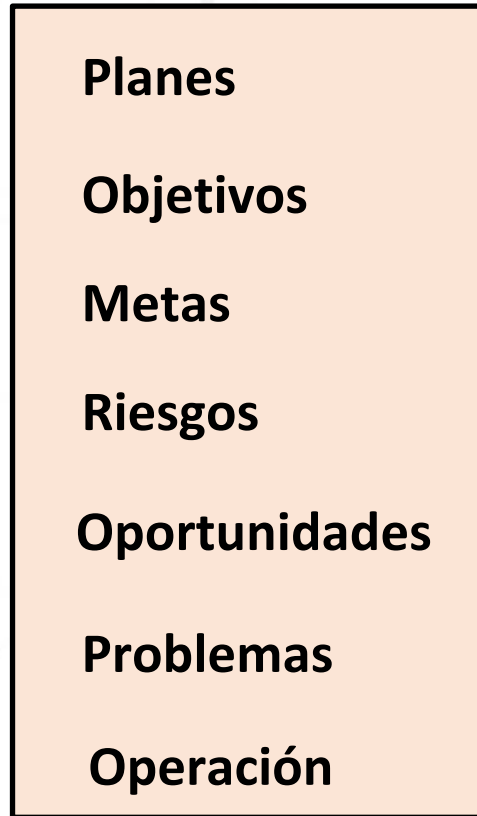 Planes
Objetivos
Metas
Riesgos
Oportunidades
Problemas
Operación